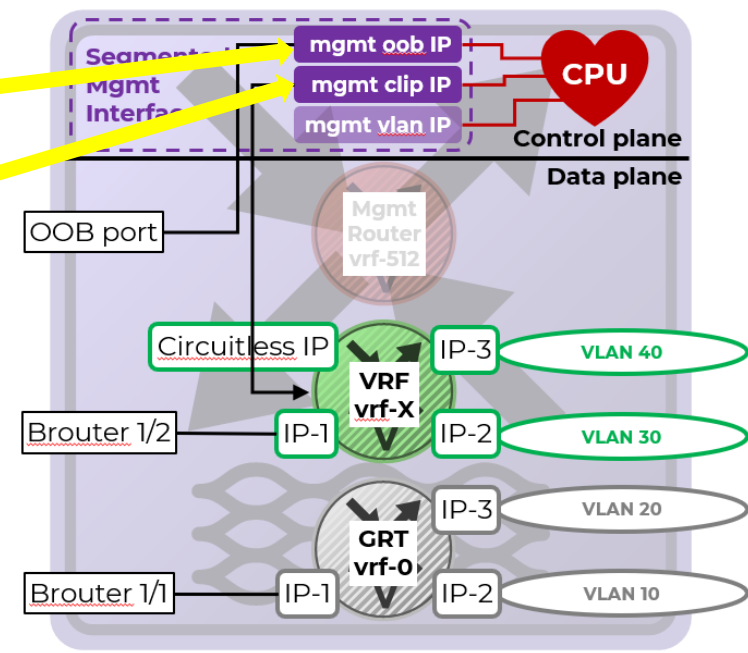 Segmented
Mgmt
Interface
mgmt oob IP
mgmt clip IP
mgmt vlan IP
CPU
Control plane
Data plane
OOB port
Mgmt
Router
vrf-512
Circuitless IP
IP-3
VLAN 40
VRF
vrf-X
Brouter 1/2
IP-1
IP-2
VLAN 30
IP-3
VLAN 20
GRT
vrf-0
Brouter 1/1
IP-1
IP-2
VLAN 10